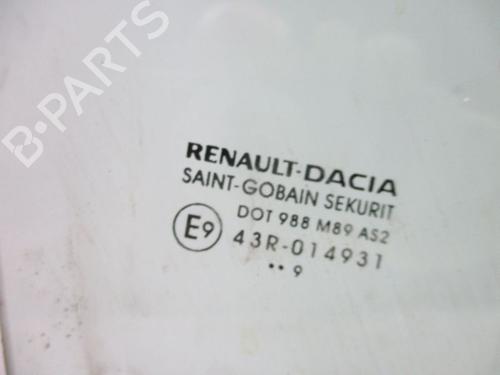 B-PARTS
RENAULT-DACIA
SAINT-GOBAIN SEKURIT
DOT 988 M89 AS2
E9 43R-014931
•• 9